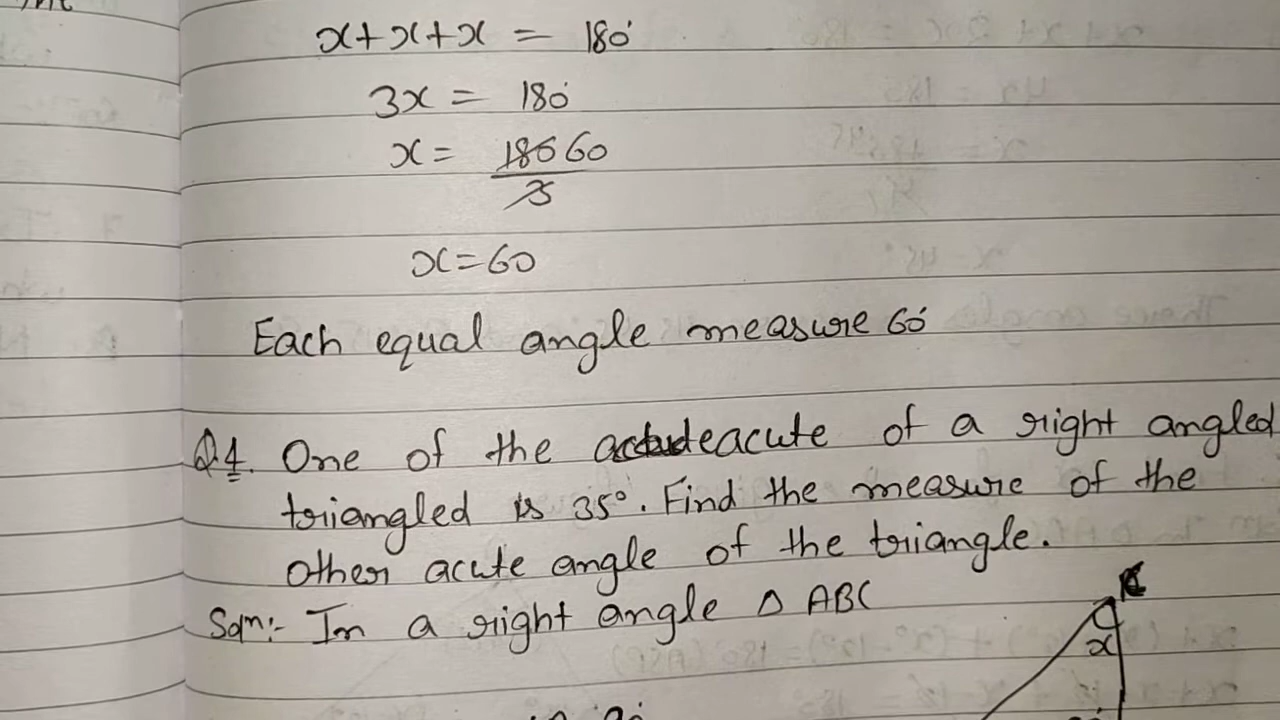 x+x+x = 180°
3x = 180°
x = 180 60
3
x=60
Each equal angle measure 60°
Q4. One of the acute of a right angled
triangled is 35°. Find the measure of the
other acute angle of the triangle.
Soln:- In a right angle Δ ABC
x